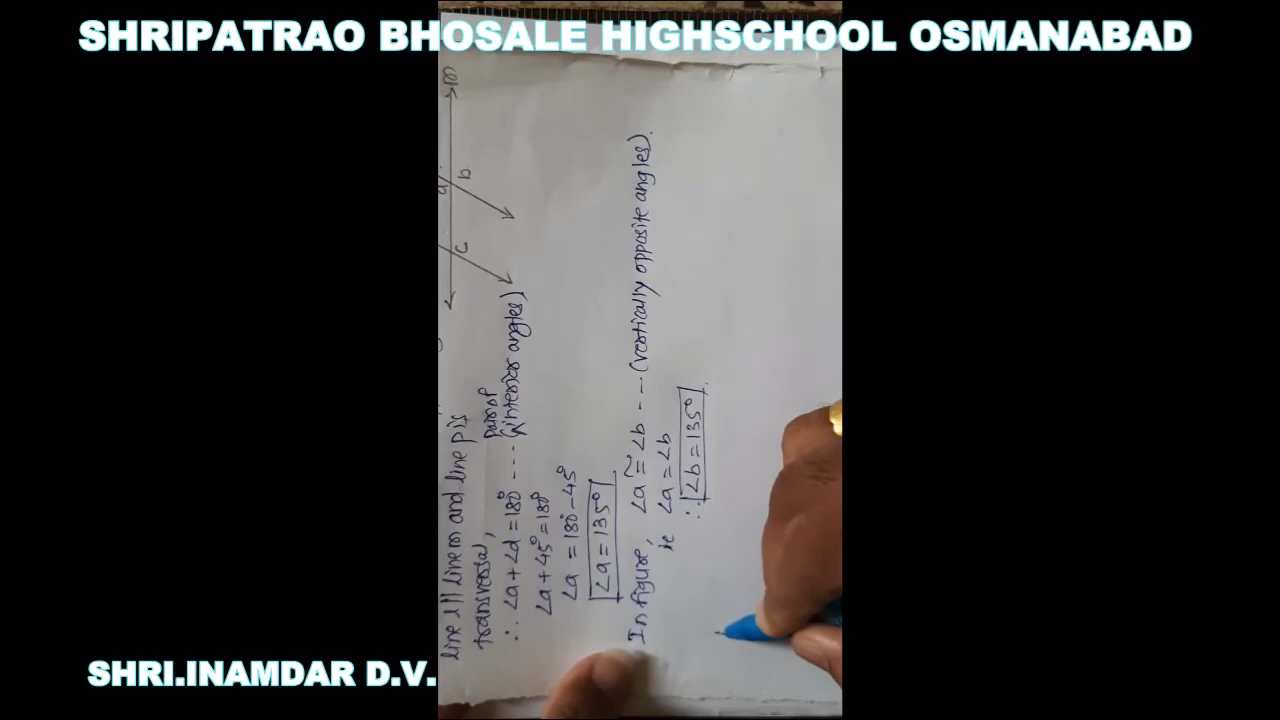 SHRIPATRAO BHOSALE HIGHSCHOOL OSMANABAD
m
a
b
c
line l || line m and line p is
transversal,
∴ ∠a + ∠d = 180° ---- (pair of interior angles)
∠a + 45° = 180°
∠a = 180° - 45°
∠a = 135°
In figure, ∠a ≅ ∠b --- (vertically opposite angles).
ie ∠a = ∠b
∴ ∠b = 135°.
SHRI.INAMDAR D.V.